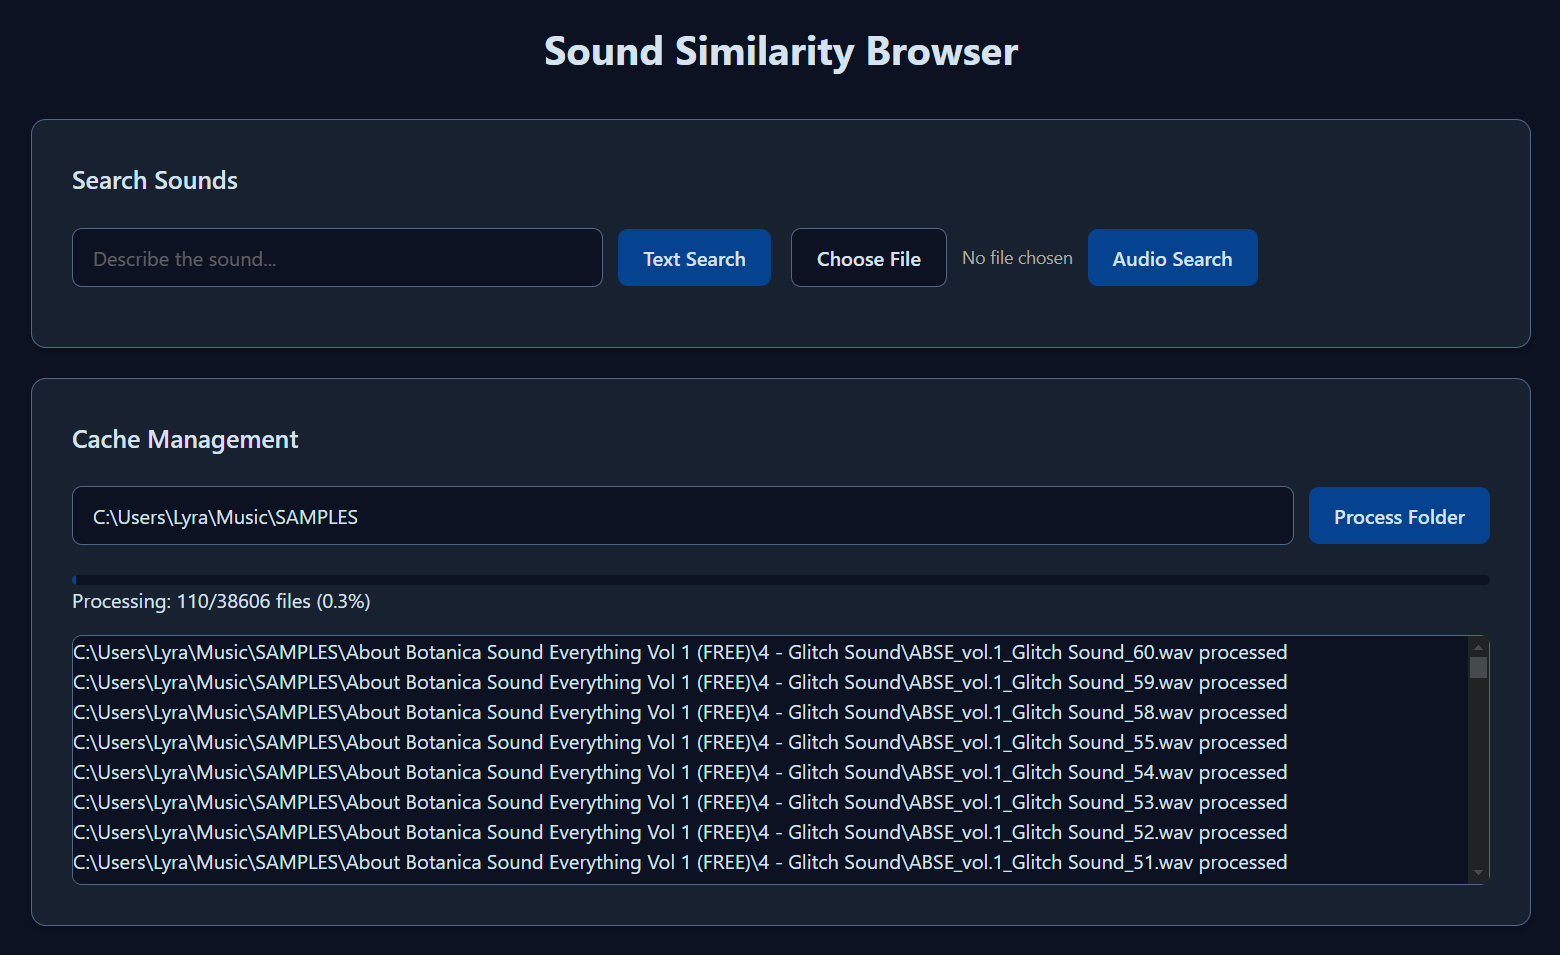 Sound Similarity Browser
Search Sounds
Describe the sound...
Text Search
Choose File
No file chosen
Audio Search
Cache Management
C:\Users\Lyra\Music\SAMPLES
Process Folder
Processing: 110/38606 files (0.3%)
C:\Users\Lyra\Music\SAMPLES\About Botanica Sound Everything Vol 1 (FREE)\4 - Glitch Sound\ABSE_vol.1_Glitch Sound_60.wav processed
C:\Users\Lyra\Music\SAMPLES\About Botanica Sound Everything Vol 1 (FREE)\4 - Glitch Sound\ABSE_vol.1_Glitch Sound_59.wav processed
C:\Users\Lyra\Music\SAMPLES\About Botanica Sound Everything Vol 1 (FREE)\4 - Glitch Sound\ABSE_vol.1_Glitch Sound_58.wav processed
C:\Users\Lyra\Music\SAMPLES\About Botanica Sound Everything Vol 1 (FREE)\4 - Glitch Sound\ABSE_vol.1_Glitch Sound_55.wav processed
C:\Users\Lyra\Music\SAMPLES\About Botanica Sound Everything Vol 1 (FREE)\4 - Glitch Sound\ABSE_vol.1_Glitch Sound_54.wav processed
C:\Users\Lyra\Music\SAMPLES\About Botanica Sound Everything Vol 1 (FREE)\4 - Glitch Sound\ABSE_vol.1_Glitch Sound_53.wav processed
C:\Users\Lyra\Music\SAMPLES\About Botanica Sound Everything Vol 1 (FREE)\4 - Glitch Sound\ABSE_vol.1_Glitch Sound_52.wav processed
C:\Users\Lyra\Music\SAMPLES\About Botanica Sound Everything Vol 1 (FREE)\4 - Glitch Sound\ABSE_vol.1_Glitch Sound_51.wav processed